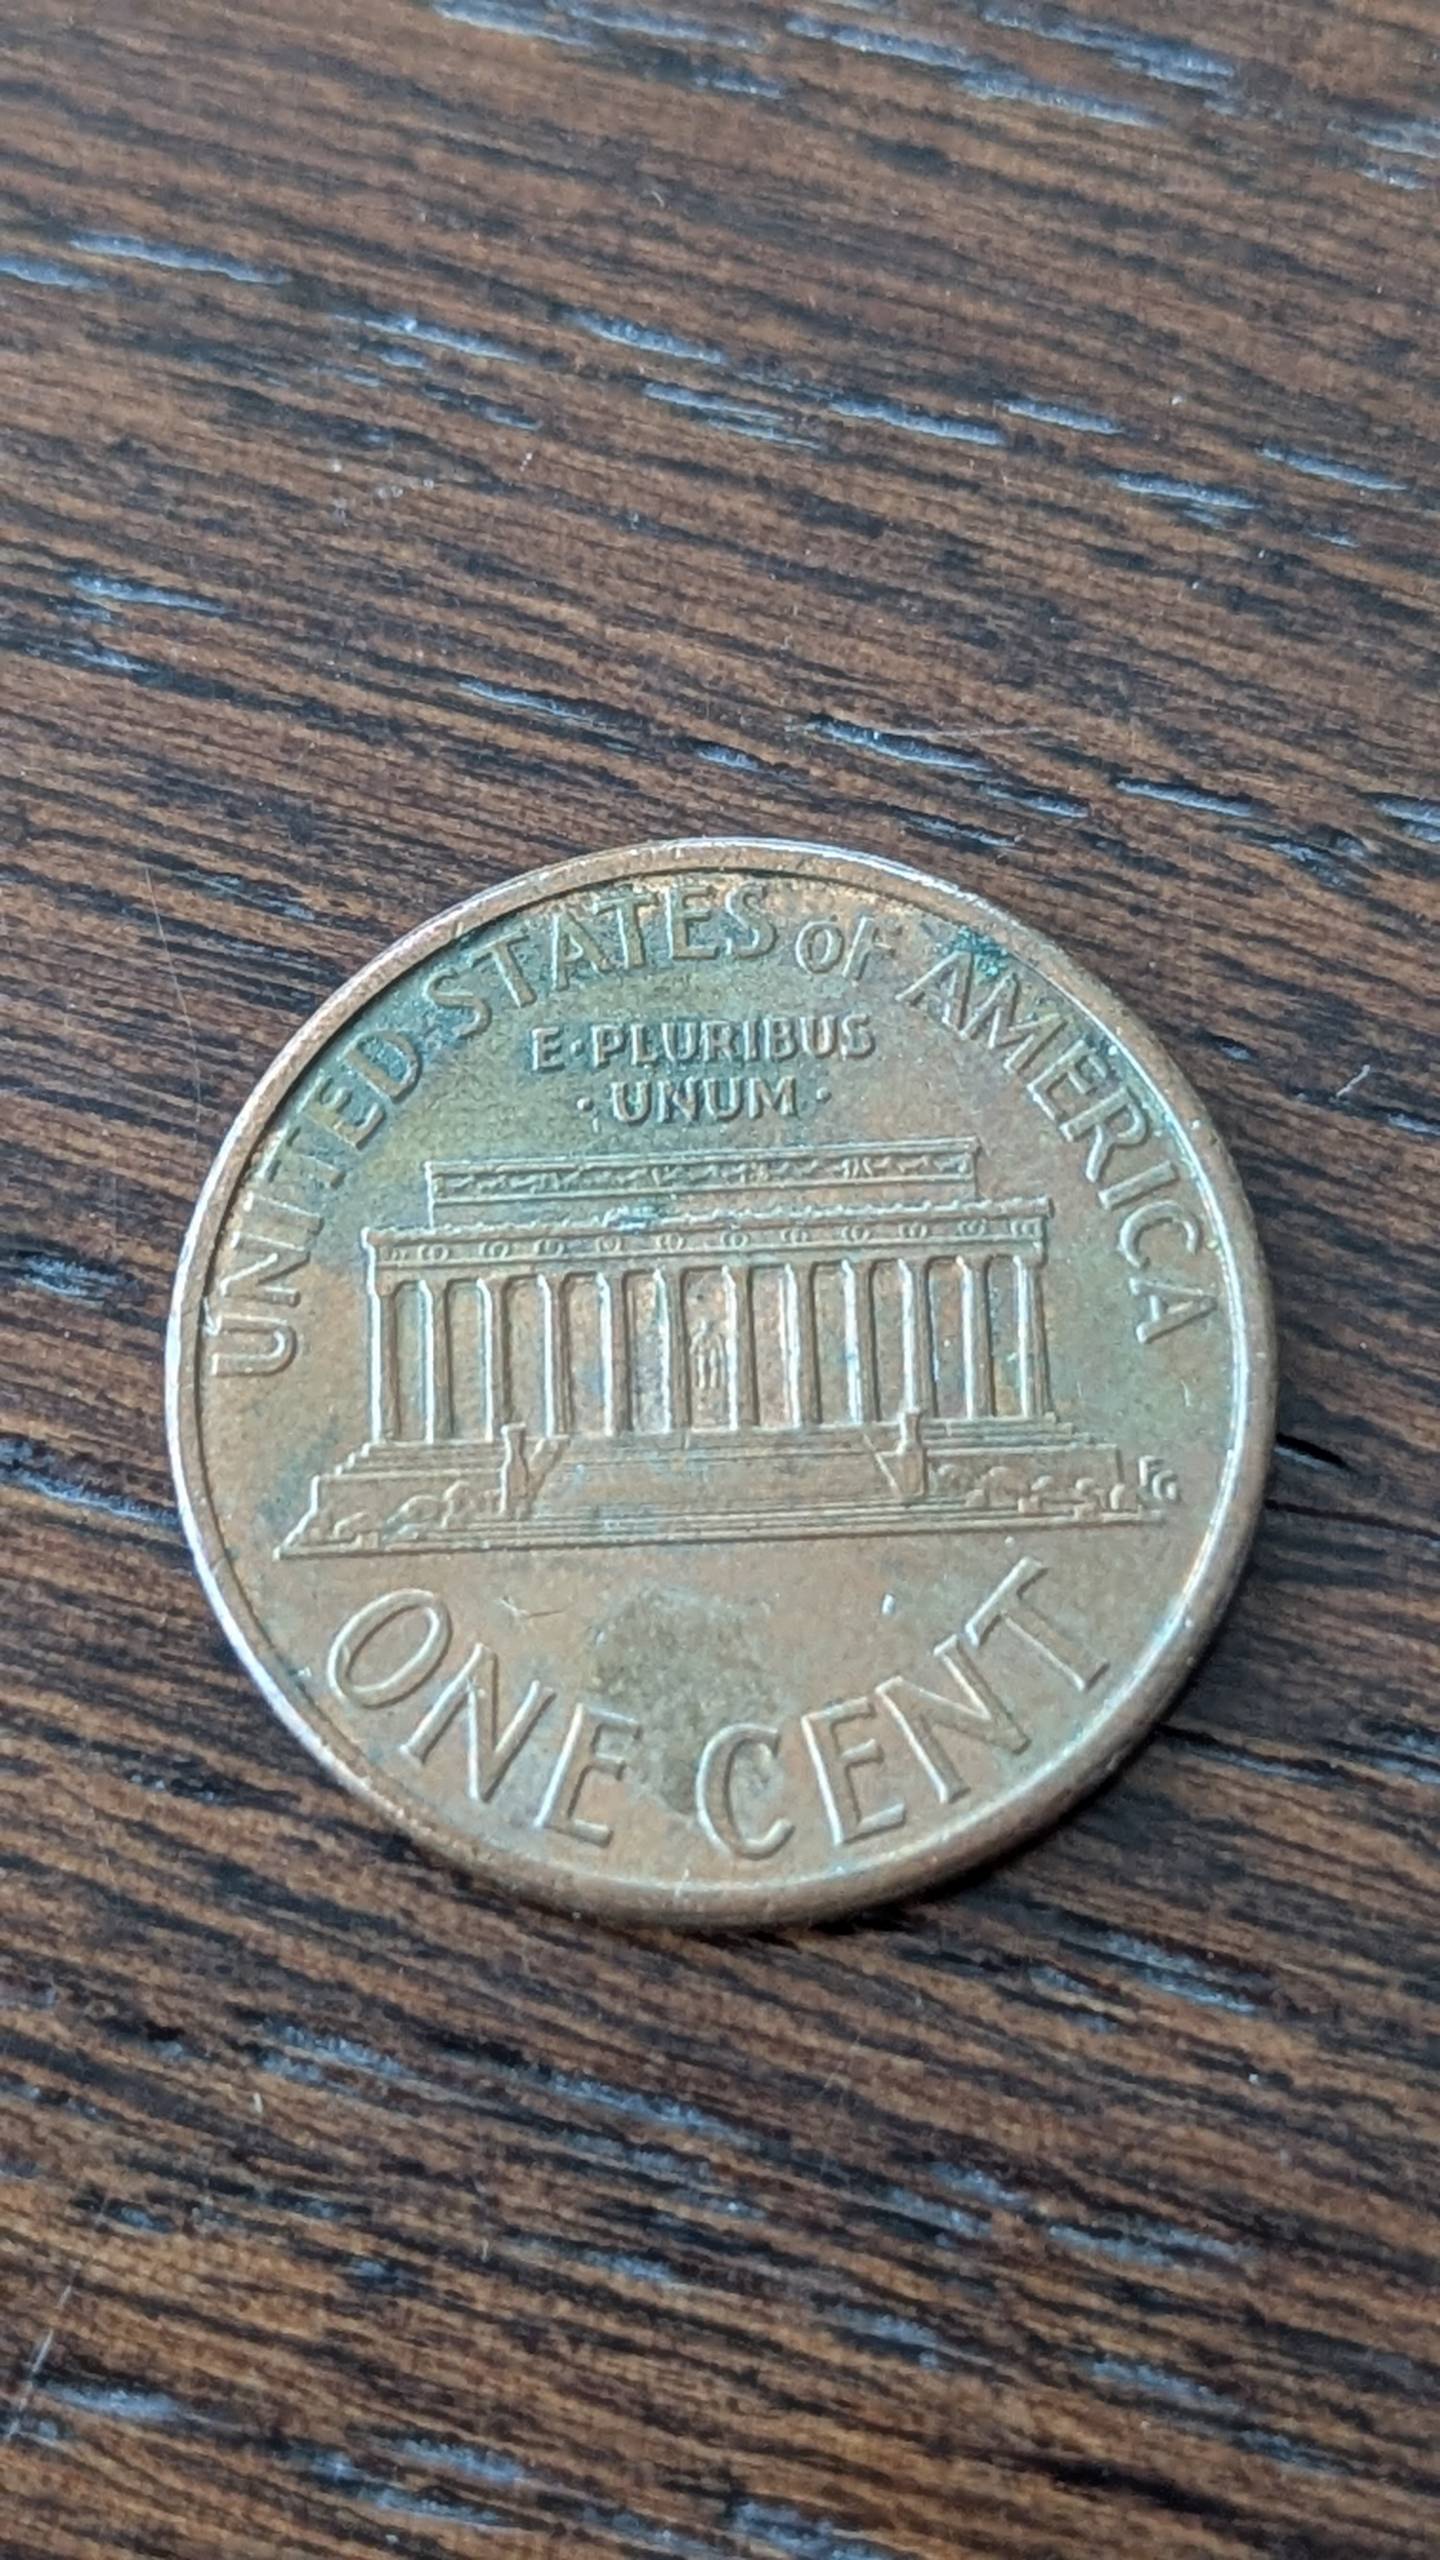 UNITED STATES of AMERICA
E·PLURIBUS
·UNUM·
FG
ONE CENT